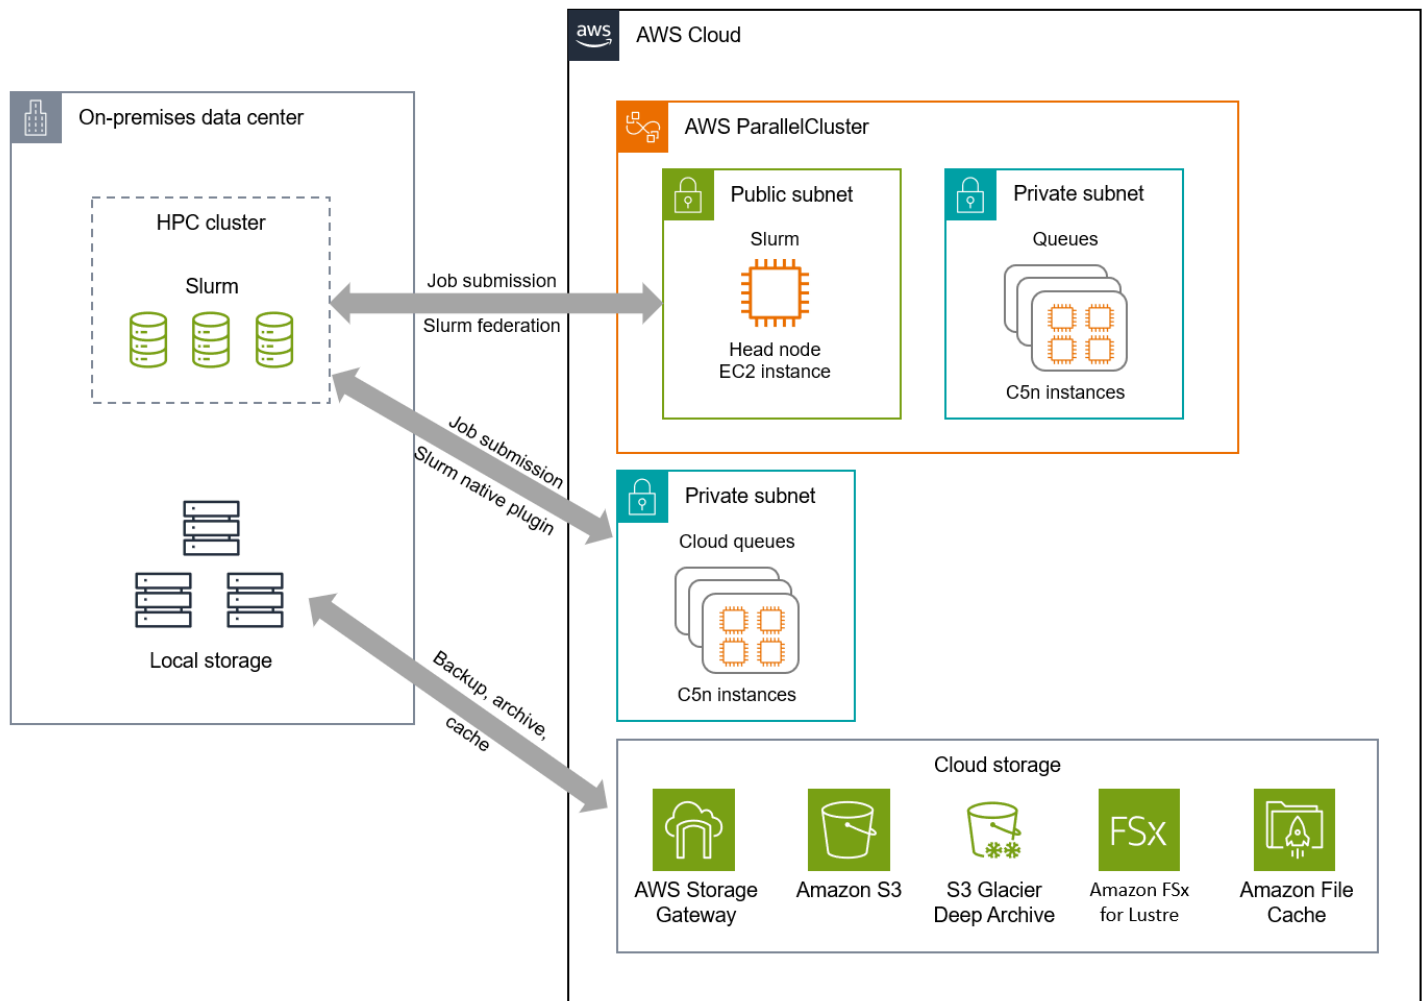 aws
AWS Cloud
On-premises data center
HPC cluster
Slurm
Job submission
Slurm federation
AWS ParallelCluster
Public subnet
Slurm
Head node
EC2 instance
Private subnet
Queues
C5n instances
Job submission
Slurm native plugin
Private subnet
Cloud queues
C5n instances
Local storage
Backup, archive,
cache
Cloud storage
AWS Storage
Gateway
Amazon S3
S3 Glacier
Deep Archive
FSx
Amazon FSx
for Lustre
Amazon File
Cache